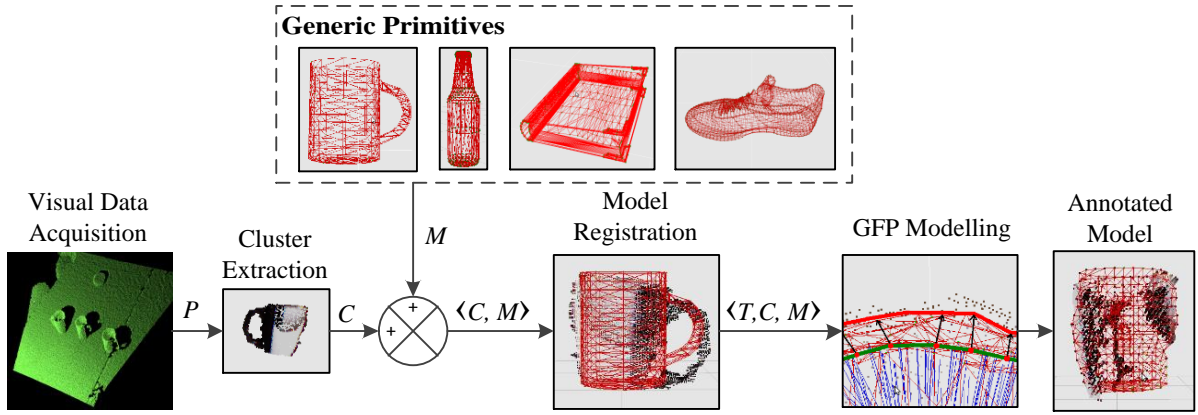 Generic Primitives
Visual Data
Acquisition
Cluster
Extraction
M
Model
Registration
GFP Modelling
Annotated
Model
P
C
+
+
⟨C, M⟩
⟨T,C, M⟩